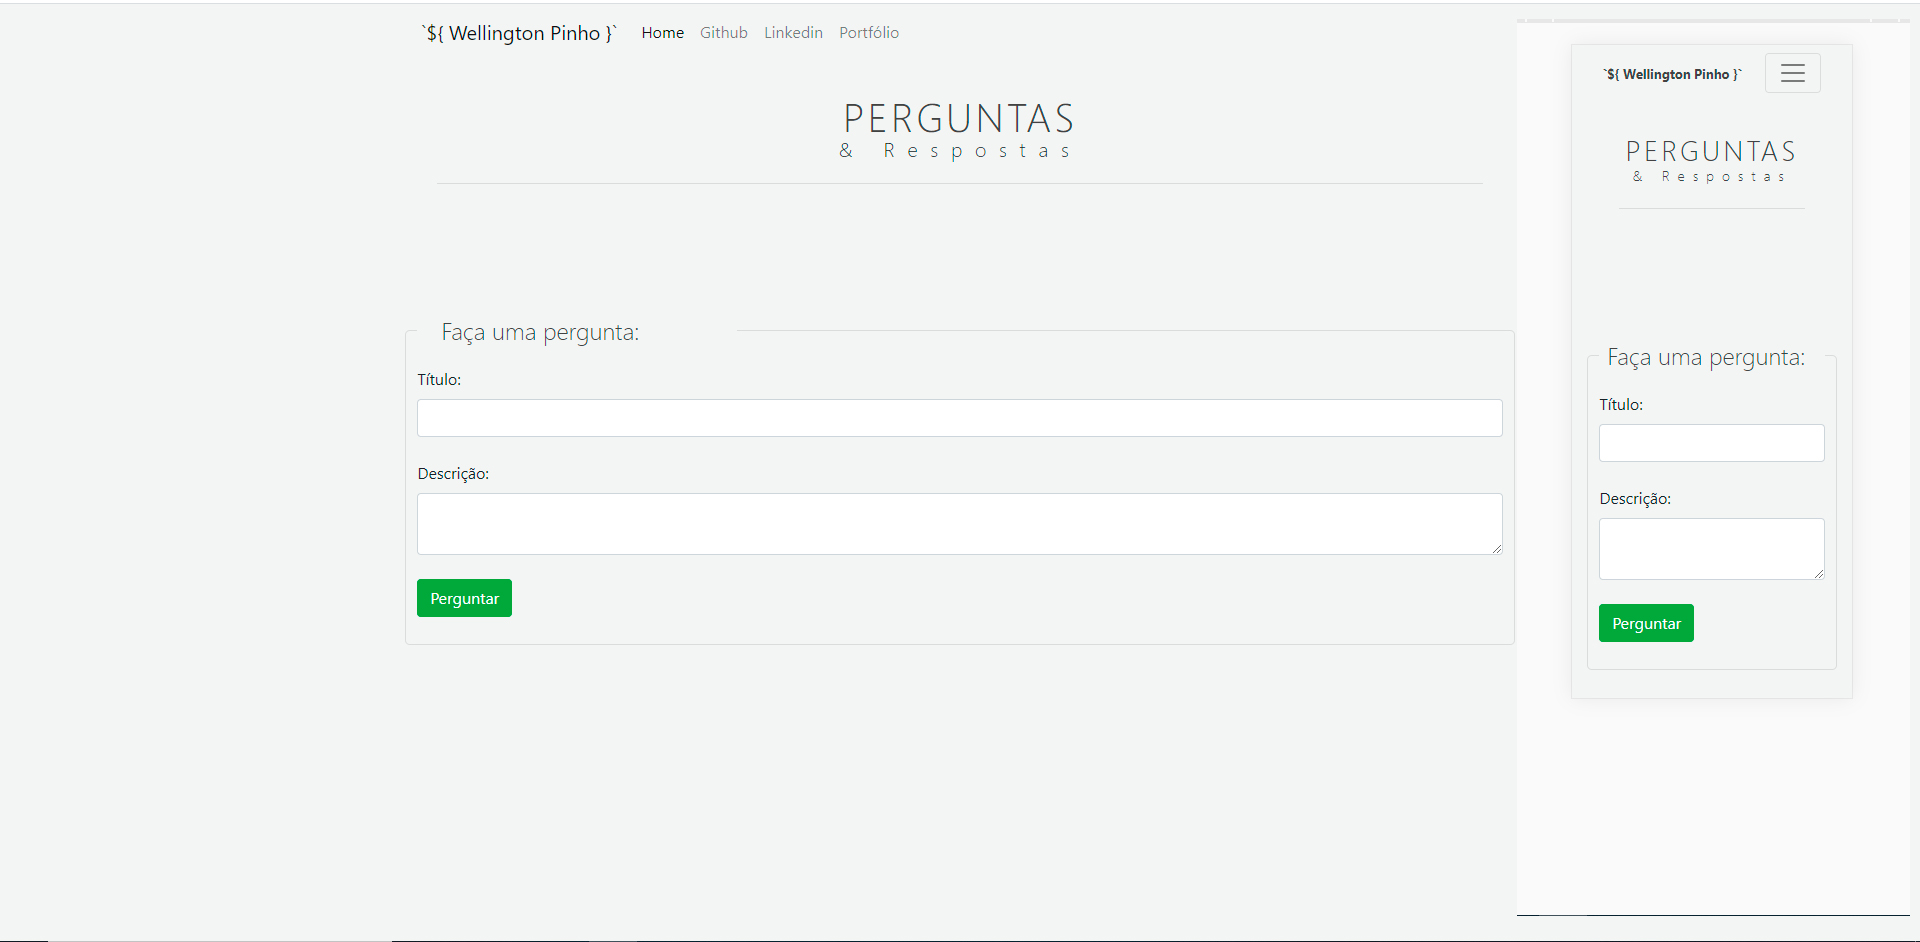 `${ Wellington Pinho }` Home Github Linkedin Portfólio
PERGUNTAS
& Respostas
Faça uma pergunta:
Título:
Descrição:
Perguntar
`${ Wellington Pinho }`
PERGUNTAS
& Respostas
Faça uma pergunta:
Título:
Descrição:
Perguntar